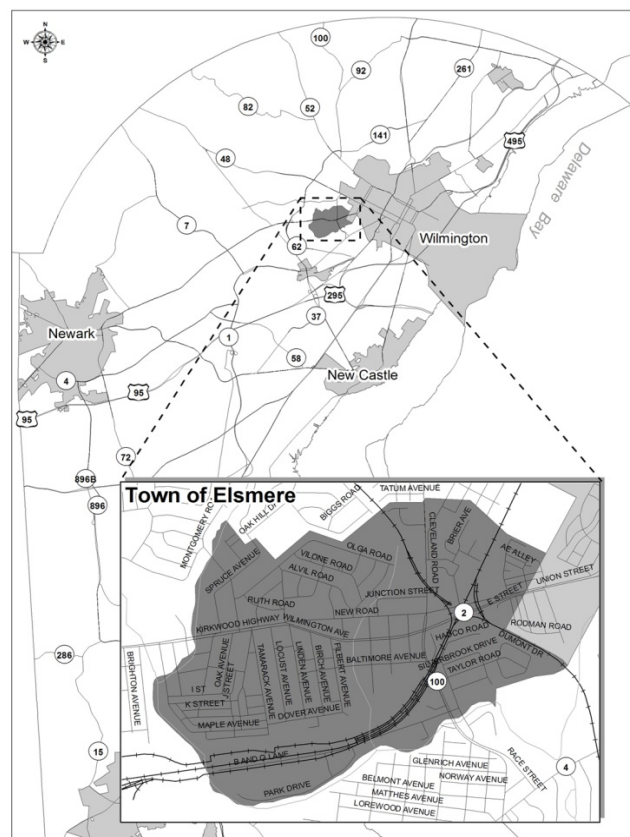 N
W
E
S
100
92
261
82
52
141
495
48
Delaware Bay
7
Wilmington
62
295
Newark
37
1
58
4
New Castle
95
95
72
896B
896
286
15
Town of Elsmere
TATUM AVENUE
BIGGS ROAD
OAK HILL DR
MONTGOMERY RO
CLEVELAND ROAD
BRIER AVE
AE ALLEY
OLGA ROAD
VILONE ROAD
ALVIL ROAD
SPRUCE AVENUE
UNION STREET
E STREET
JUNCTION STREET
RUTH ROAD
NEW ROAD
2
RODMAN ROAD
KIRKWOOD HIGHWAY
WILMINGTON AVE
HADCO ROAD
DUMONT DR
BALTIMORE AVENUE
SILVERBROOK DRIVE
TAYLOR ROAD
BRIGHTON AVENUE
OAK AVENUE
J STREET
TAMARACK AVENUE
LOCUST AVENUE
LINDEN AVENUE
BIRCH AVENUE
FILBERT AVENUE
I ST
K STREET
100
MAPLE AVENUE
DOVER AVENUE
B AND O LANE
RACE STREET
4
GLENRICH AVENUE
NORWAY AVENUE
BELMONT AVENUE
PARK DRIVE
MATTHES AVENUE
LOREWOOD AVENUE